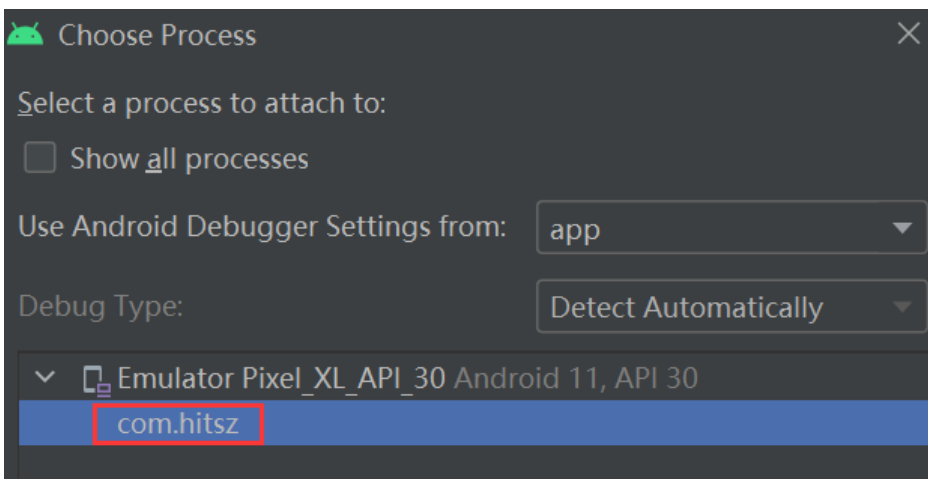 Choose Process
Select a process to attach to:
Show all processes
Use Android Debugger Settings from: app
Debug Type: Detect Automatically
Emulator Pixel_XL_API_30 Android 11, API 30
com.hitsz